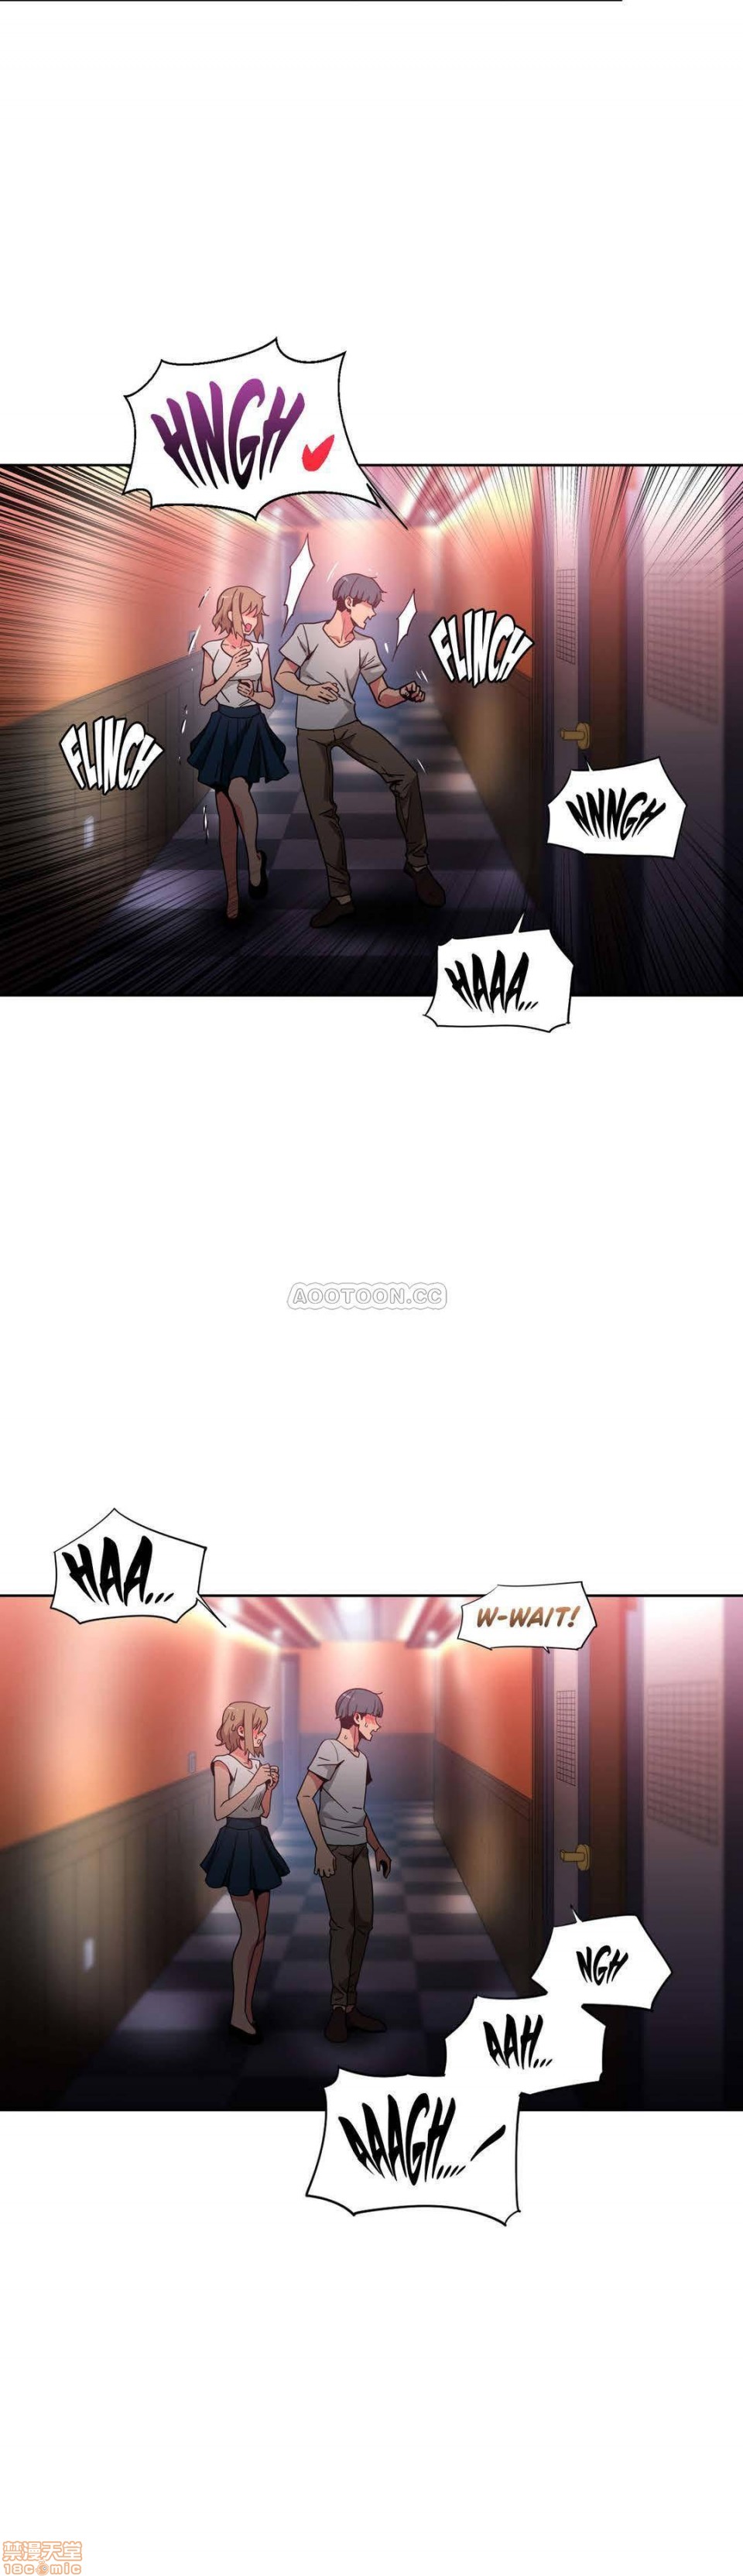 HNGH
FLINCH
FLINCH
NNNGH
HAAA...
AOOTOON.CC
HAA...
W-WAIT!
NGH
AAH...
AAAGH.....
禁漫天堂
18comic